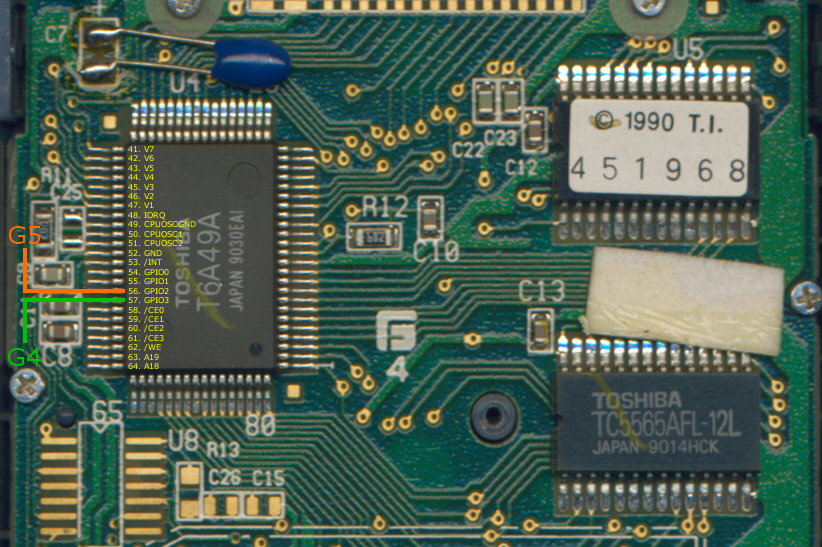 C7
U4
U5
© 1990 T.I.
451968
C22
C23
C12
R11
C25
41. V7
42. V6
43. V5
44. V4
45. V3
46. V2
47. V1
48. IORQ
49. CPUOSCGND
50. CPUOSC1
51. CPUOSC2
52. GND
53. /INT
54. GPIO0
55. GPIO1
56. GPIO2
57. GPIO3
58. /CE0
59. /CE1
60. /CE2
61. /CE3
62. /WE
63. A19
64. A18
TOSHIBA
T6A49A
JAPAN 9030EAI
R12
682
C10
G5
G4
C8
C13
4
TOSHIBA
TC5565AFL-12L
JAPAN 9014HCK
65
80
U8
R13
C26
C15